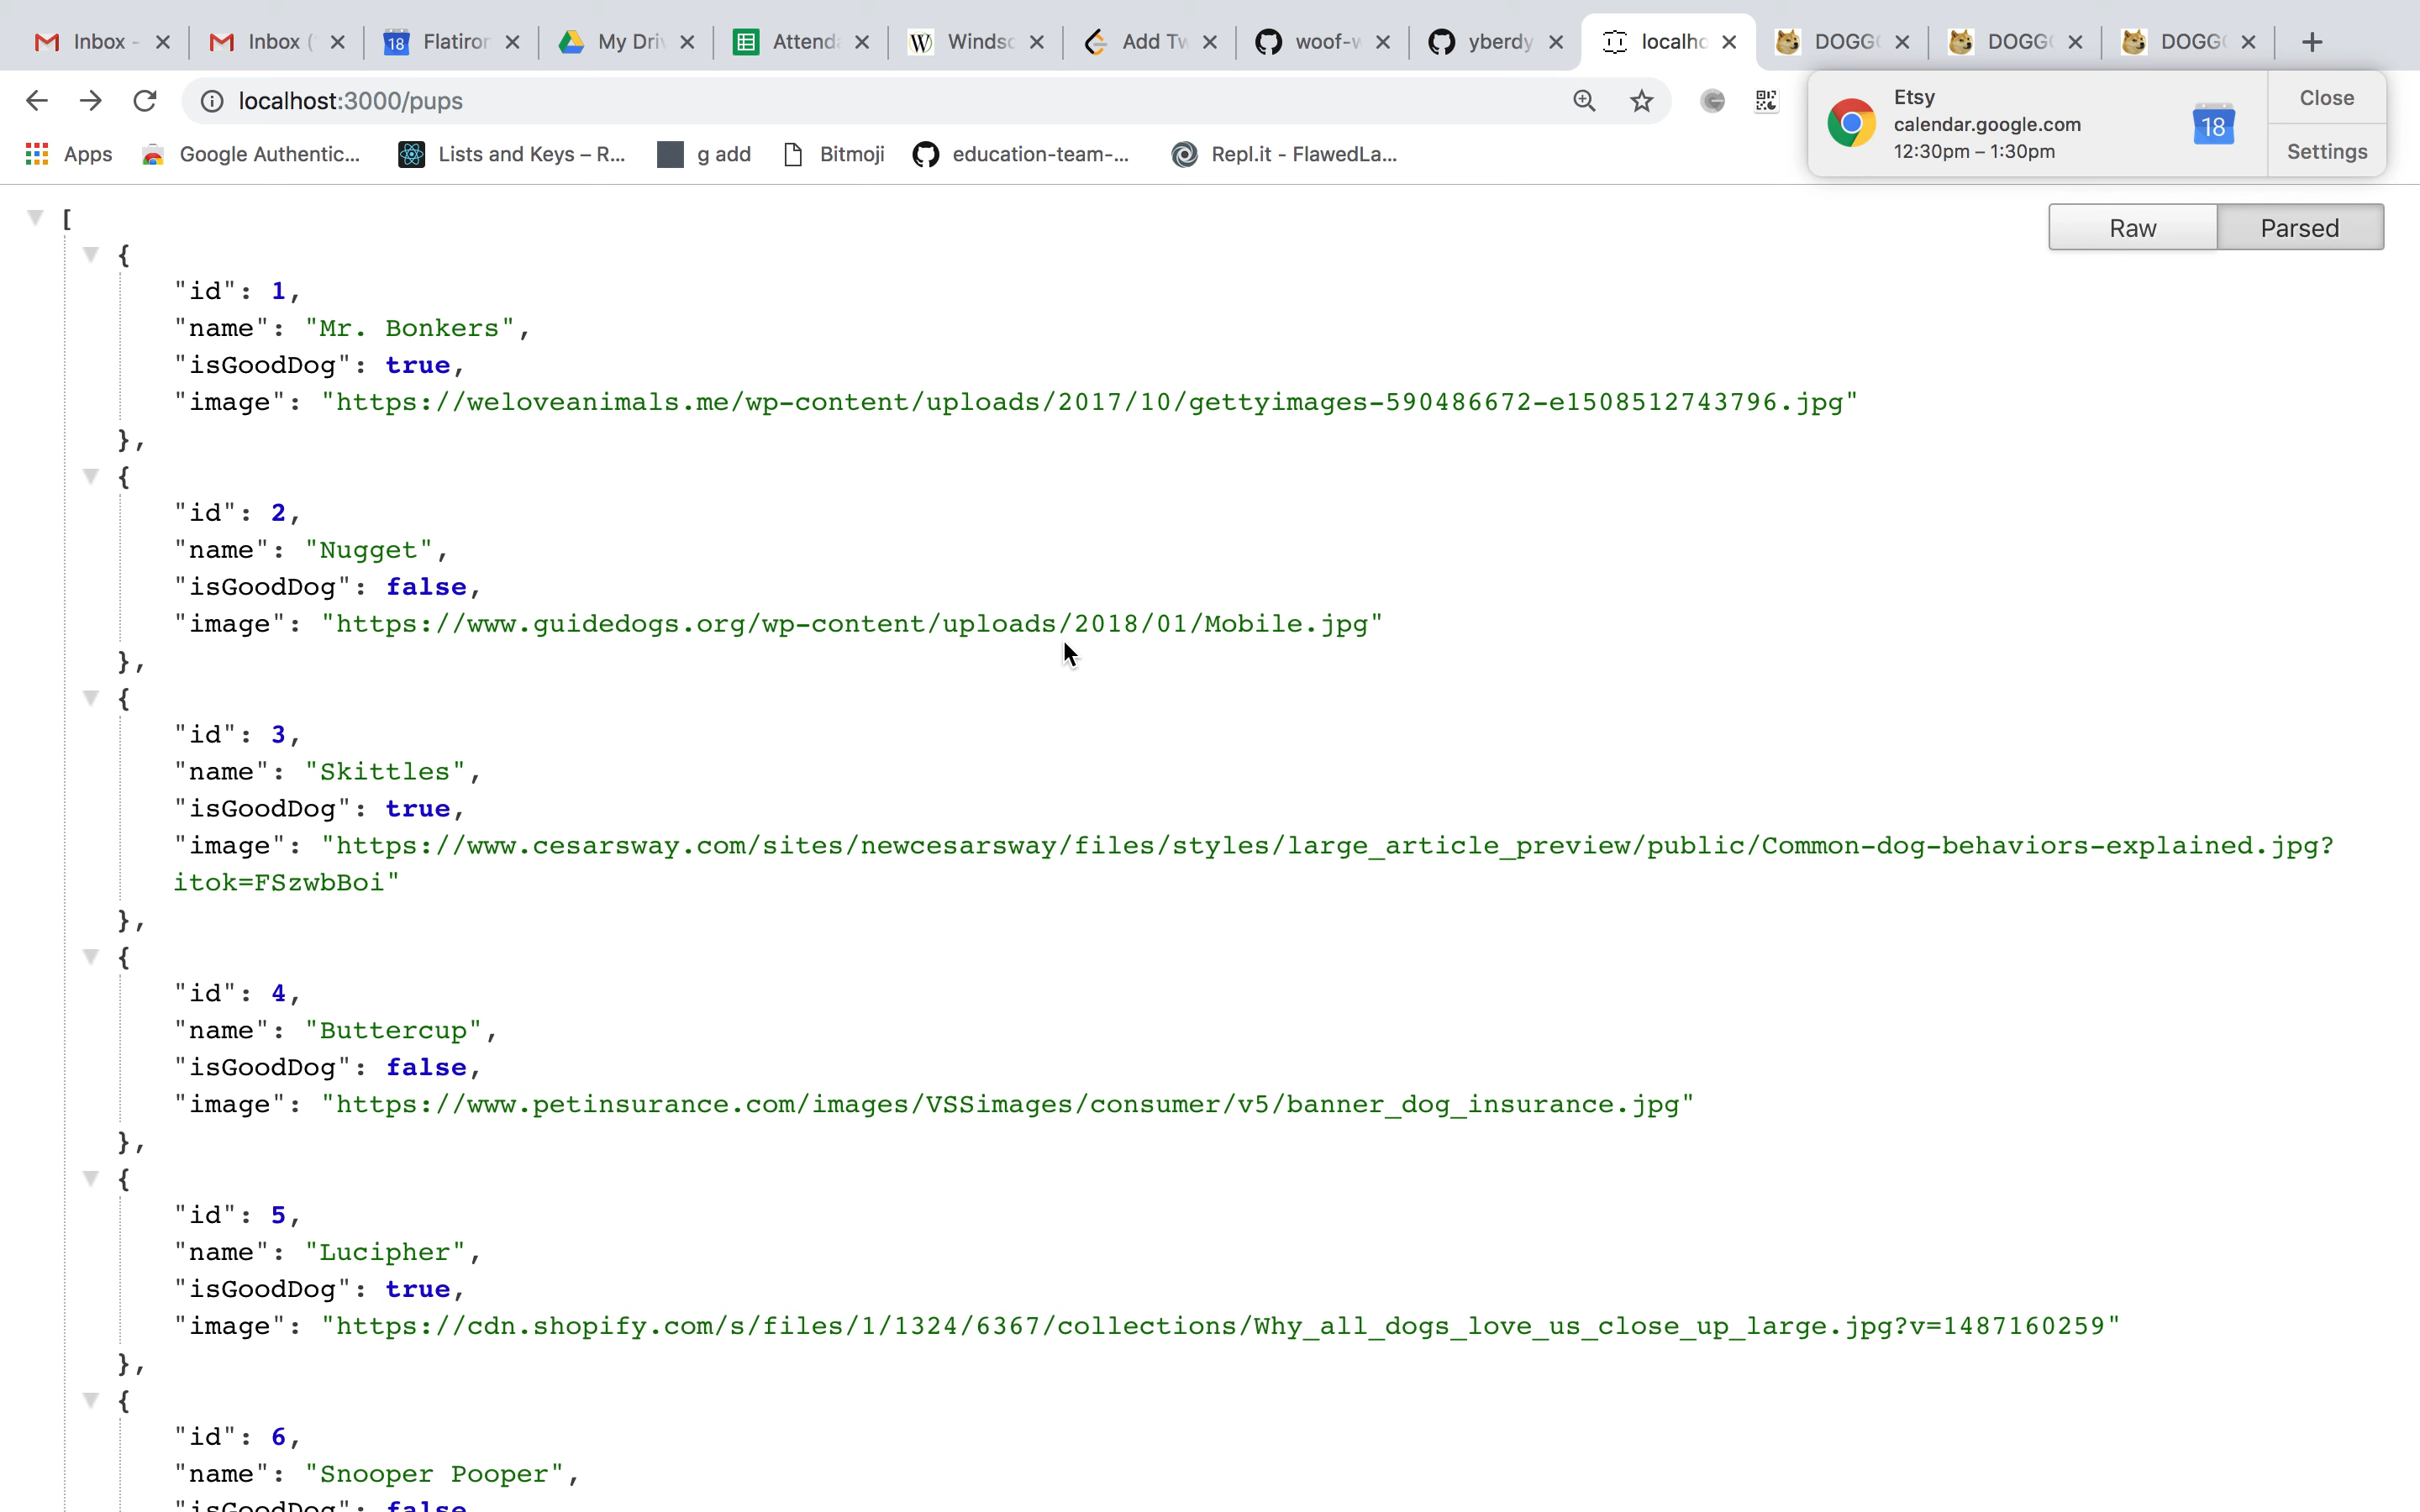 Inbox -
Inbox (
18
Flatiron
My Dri
Attenda
W
Windso
Add Tw
woof-w
yberdy
localho
DOGG
DOGG
DOGG
localhost:3000/pups
Etsy
calendar.google.com
12:30pm – 1:30pm
18
Close
Settings
Apps
Google Authentic...
Lists and Keys – R...
g add
Bitmoji
education-team-...
Repl.it - FlawedLa...
Raw
Parsed
[
{
"id": 1,
"name": "Mr. Bonkers",
"isGoodDog": true,
"image": "https://weloveanimals.me/wp-content/uploads/2017/10/gettyimages-590486672-e1508512743796.jpg"
},
{
"id": 2,
"name": "Nugget",
"isGoodDog": false,
"image": "https://www.guidedogs.org/wp-content/uploads/2018/01/Mobile.jpg"
},
{
"id": 3,
"name": "Skittles",
"isGoodDog": true,
"image": "https://www.cesarsway.com/sites/newcesarsway/files/styles/large_article_preview/public/Common-dog-behaviors-explained.jpg?
itok=FSzwbBoi"
},
{
"id": 4,
"name": "Buttercup",
"isGoodDog": false,
"image": "https://www.petinsurance.com/images/VSSimages/consumer/v5/banner_dog_insurance.jpg"
},
{
"id": 5,
"name": "Lucipher",
"isGoodDog": true,
"image": "https://cdn.shopify.com/s/files/1/1324/6367/collections/Why_all_dogs_love_us_close_up_large.jpg?v=1487160259"
},
{
"id": 6,
"name": "Snooper Pooper",
"isGoodDog": false